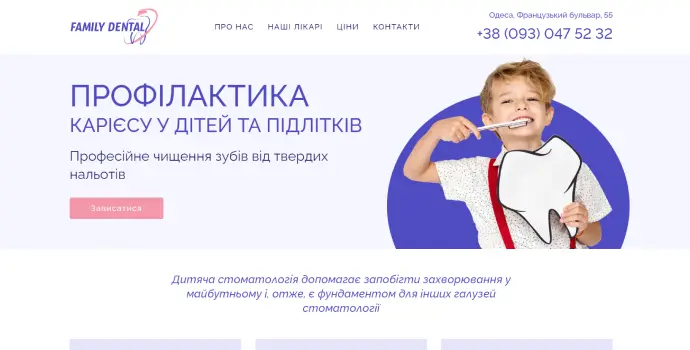 FAMILY DENTAL
ПРО НАС НАШІ ЛІКАРІ ЦІНИ КОНТАКТИ
Одеса, Французький бульвар, 55
+38 (093) 047 52 32
ПРОФІЛАКТИКА
КАРІЄСУ У ДІТЕЙ ТА ПІДЛІТКІВ
Професійне чищення зубів від твердих
нальотів
Записатися
Дитяча стоматологія допомагає запобігти захворювання у
майбутньому і, отже, є фундаментом для інших галузей
стоматології